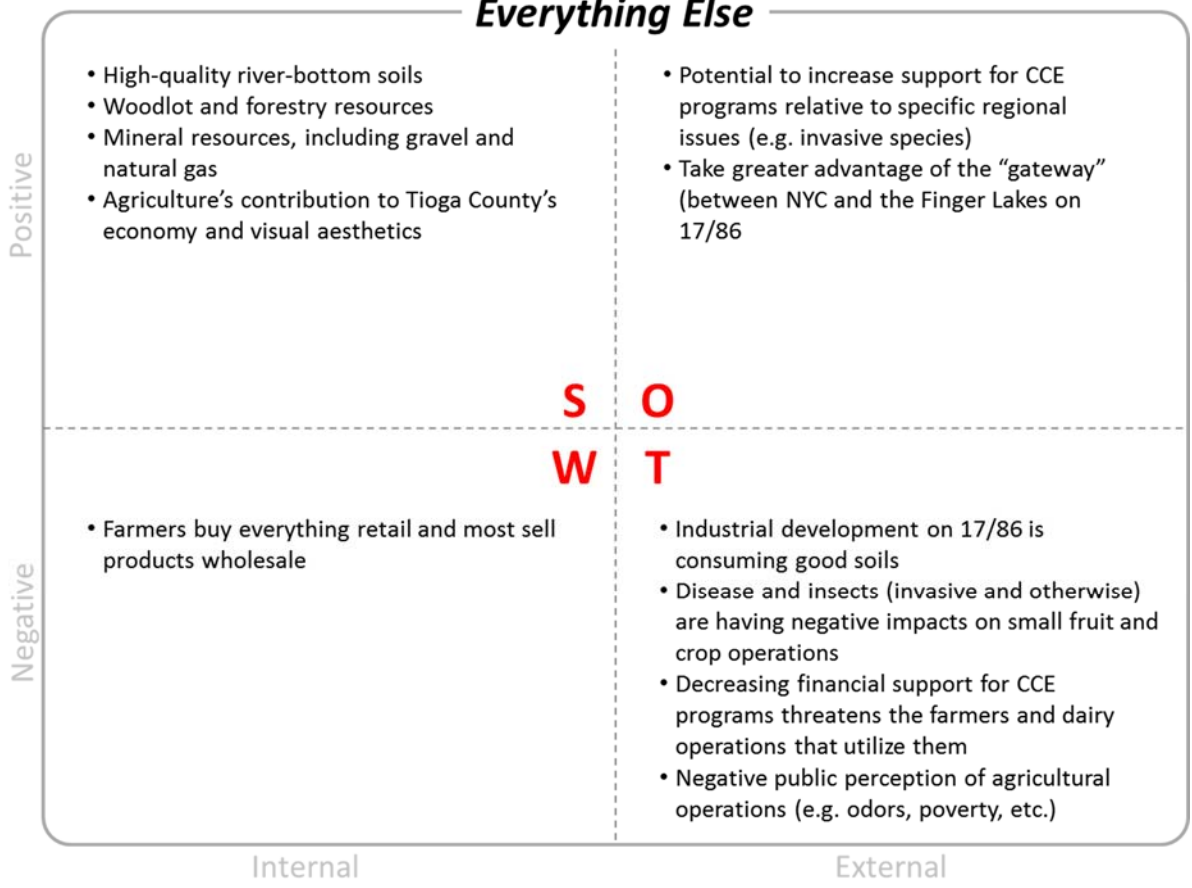 Everything Else
Positive
• High-quality river-bottom soils
• Woodlot and forestry resources
• Mineral resources, including gravel and
natural gas
• Agriculture’s contribution to Tioga County’s
economy and visual aesthetics
• Potential to increase support for CCE
programs relative to specific regional
issues (e.g. invasive species)
• Take greater advantage of the “gateway”
(between NYC and the Finger Lakes on
17/86
S
O
W
T
Negative
• Farmers buy everything retail and most sell
products wholesale
• Industrial development on 17/86 is
consuming good soils
• Disease and insects (invasive and otherwise)
are having negative impacts on small fruit and
crop operations
• Decreasing financial support for CCE
programs threatens the farmers and dairy
operations that utilize them
• Negative public perception of agricultural
operations (e.g. odors, poverty, etc.)
Internal
External